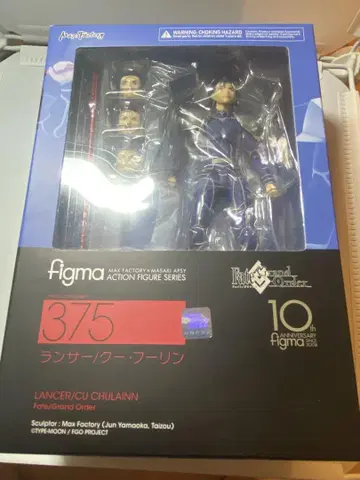 Max Factory
WARNING: CHOKING HAZARD
figma
MAX FACTORY × MASAKI APSY
ACTION FIGURE SERIES
Fate/Grand Order
375
10th
ANNIVERSARY
figma
ランサー/クー・フーリン
LANCER/CU CHULAINN
Fate/Grand Order
Sculptor : Max Factory (Jun Yamaoka, Taizou)
©TYPE-MOON / FGO PROJECT